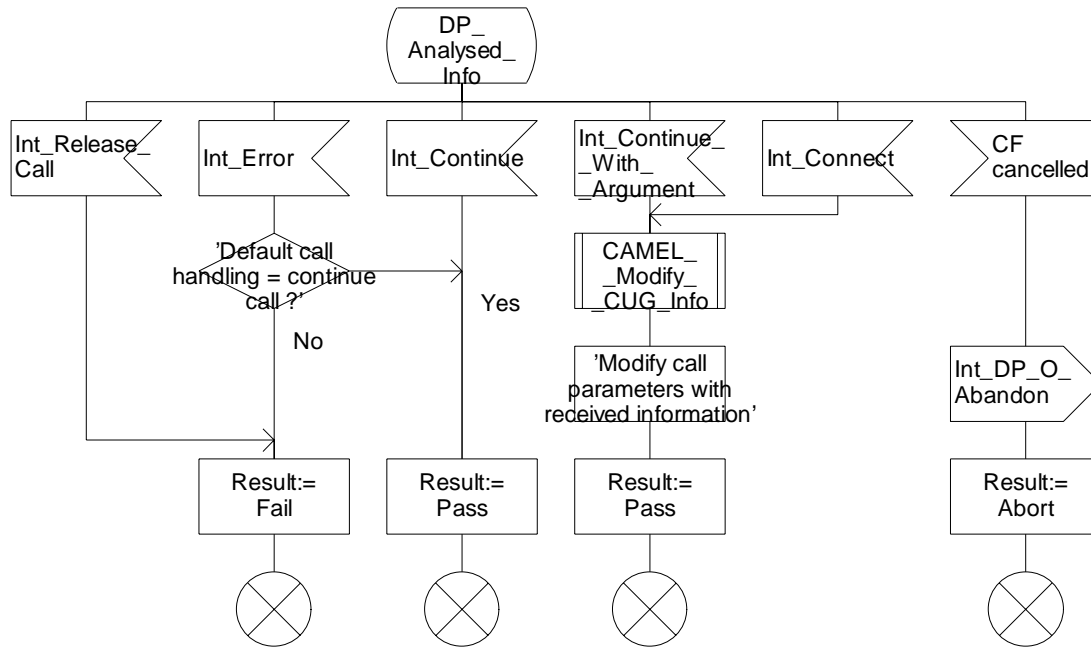 DP_
Analysed_
Info
Int_Release_
Call
Int_Error
Int_Continue
Int_Continue_
_With_
_Argument
Int_Connect
CF
cancelled
'Default call
handling = continue
call ?'
CAMEL_
_Modify_
_CUG_Info
Yes
No
'Modify call
parameters with
received information'
Int_DP_O_
Abandon
Result:=
Fail
Result:=
Pass
Result:=
Pass
Result:=
Abort